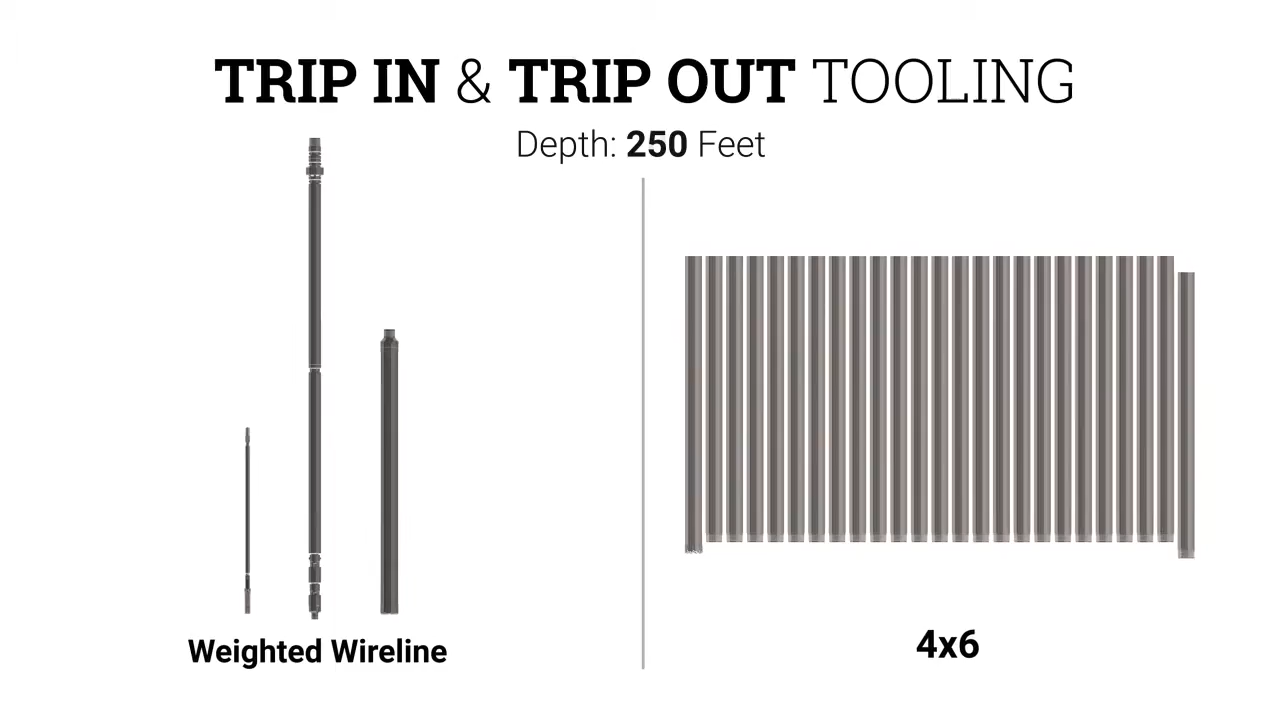 TRIP IN & TRIP OUT TOOLING
Depth: 250 Feet
Weighted Wireline
4x6